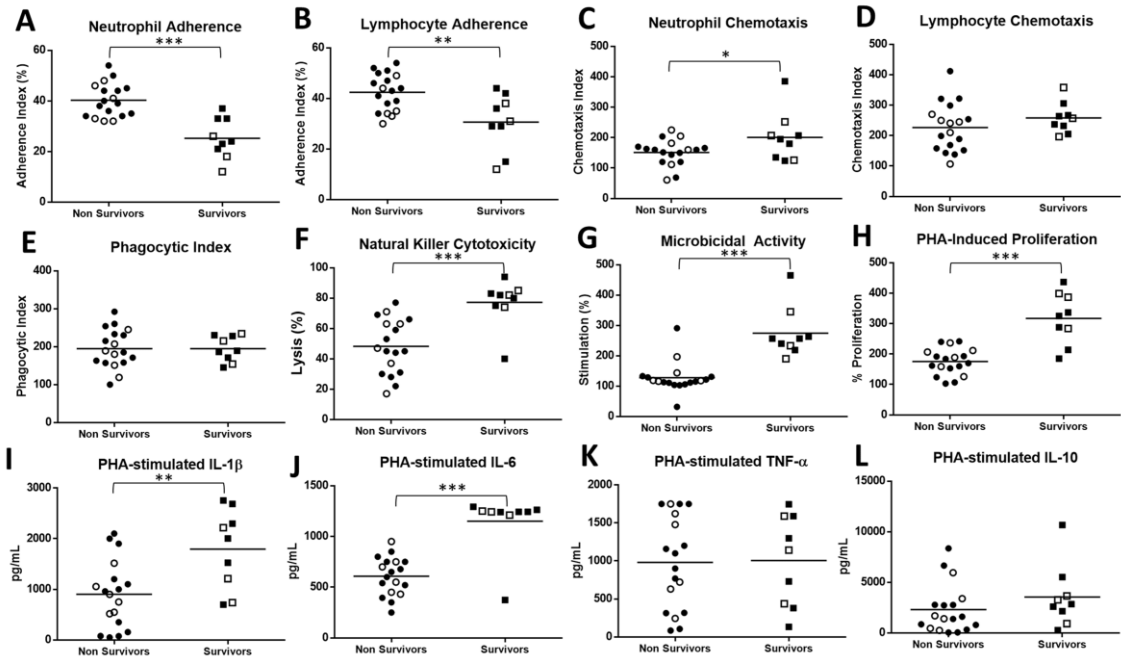 A
Neutrophil Adherence
***
Adherence Index (%)
60
40
20
0
Non Survivors
Survivors
B
Lymphocyte Adherence
**
Adherence Index (%)
60
40
20
0
Non Survivors
Survivors
C
Neutrophil Chemotaxis
*
Chemotaxis Index
500
400
300
200
100
0
Non Survivors
Survivors
D
Lymphocyte Chemotaxis
Chemotaxis Index
500
400
300
200
100
0
Non Survivors
Survivors
E
Phagocytic Index
Phagocytic Index
400
300
200
100
0
Non Survivors
Survivors
F
Natural Killer Cytotoxicity
***
Lysis (%)
100
80
60
40
20
0
Non Survivors
Survivors
G
Microbicidal Activity
***
Stimulation (%)
500
400
300
200
100
0
Non Survivors
Survivors
H
PHA-Induced Proliferation
***
% Proliferation
500
400
300
200
100
0
Non Survivors
Survivors
I
PHA-stimulated IL-1β
**
pg/mL
3000
2000
1000
0
Non Survivors
Survivors
J
PHA-stimulated IL-6
***
pg/mL
1500
1000
500
0
Non Survivors
Survivors
K
PHA-stimulated TNF-α
pg/mL
2000
1500
1000
500
0
Non Survivors
Survivors
L
PHA-stimulated IL-10
pg/mL
15000
10000
5000
0
Non Survivors
Survivors